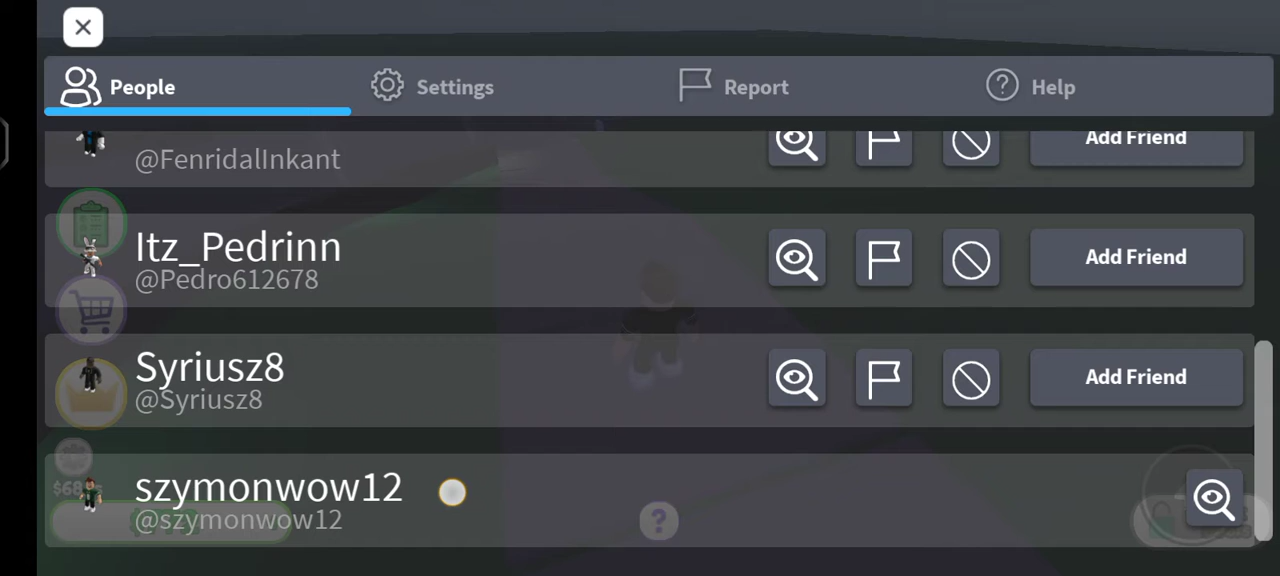 People
Settings
Report
Help
@FenridalInkant
Add Friend
Itz_Pedrinn
@Pedro612678
Add Friend
Syriusz8
@Syriusz8
Add Friend
szymonwow12
@szymonwow12
?